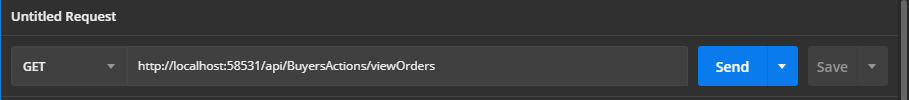 Untitled Request
GET http://localhost:58531/api/BuyersActions/viewOrders Send Save